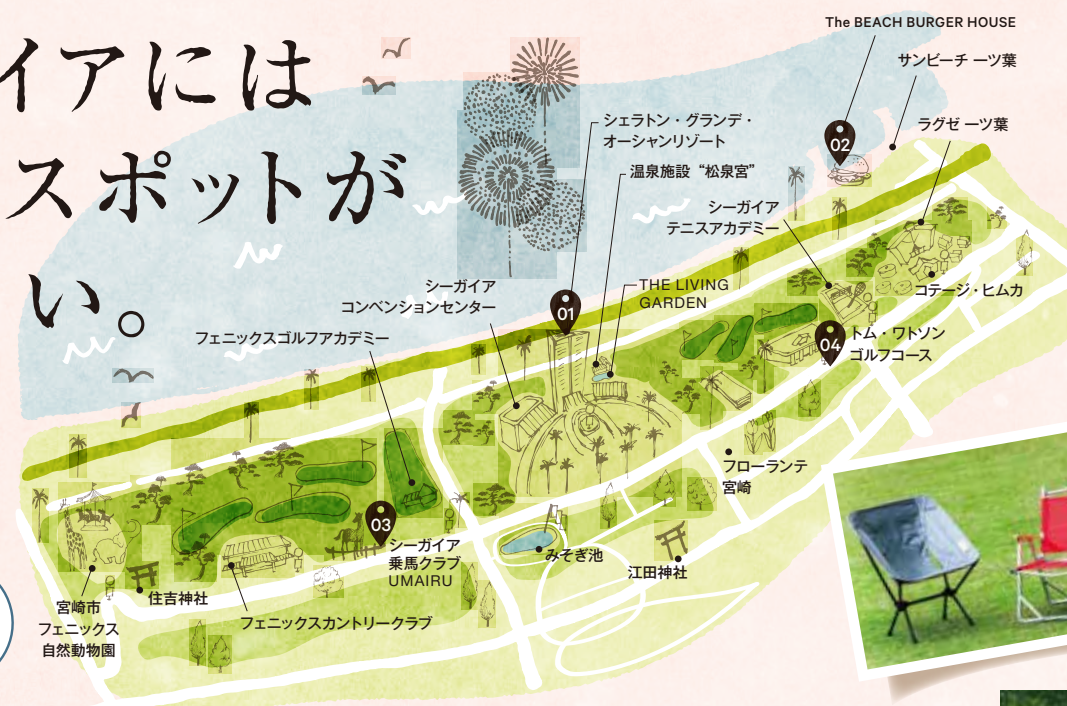 イアには
スポットが
い。
The BEACH BURGER HOUSE
サンビーチ 一ツ葉
ラグゼ 一ツ葉
シェラトン・グランデ・
オーシャンリゾート
02
温泉施設“松泉宮”
シーガイア
テニスアカデミー
シーガイア
コンベンションセンター
THE LIVING
GARDEN
コテージ・ヒムカ
01
フェニックスゴルフアカデミー
04
トム・ワトソン
ゴルフコース
フローランテ
宮崎
03
シーガイア
乗馬クラブ
UMAIRU
みそぎ池
江田神社
宮崎市
フェニックス
自然動物園
住吉神社
フェニックスカントリークラブ